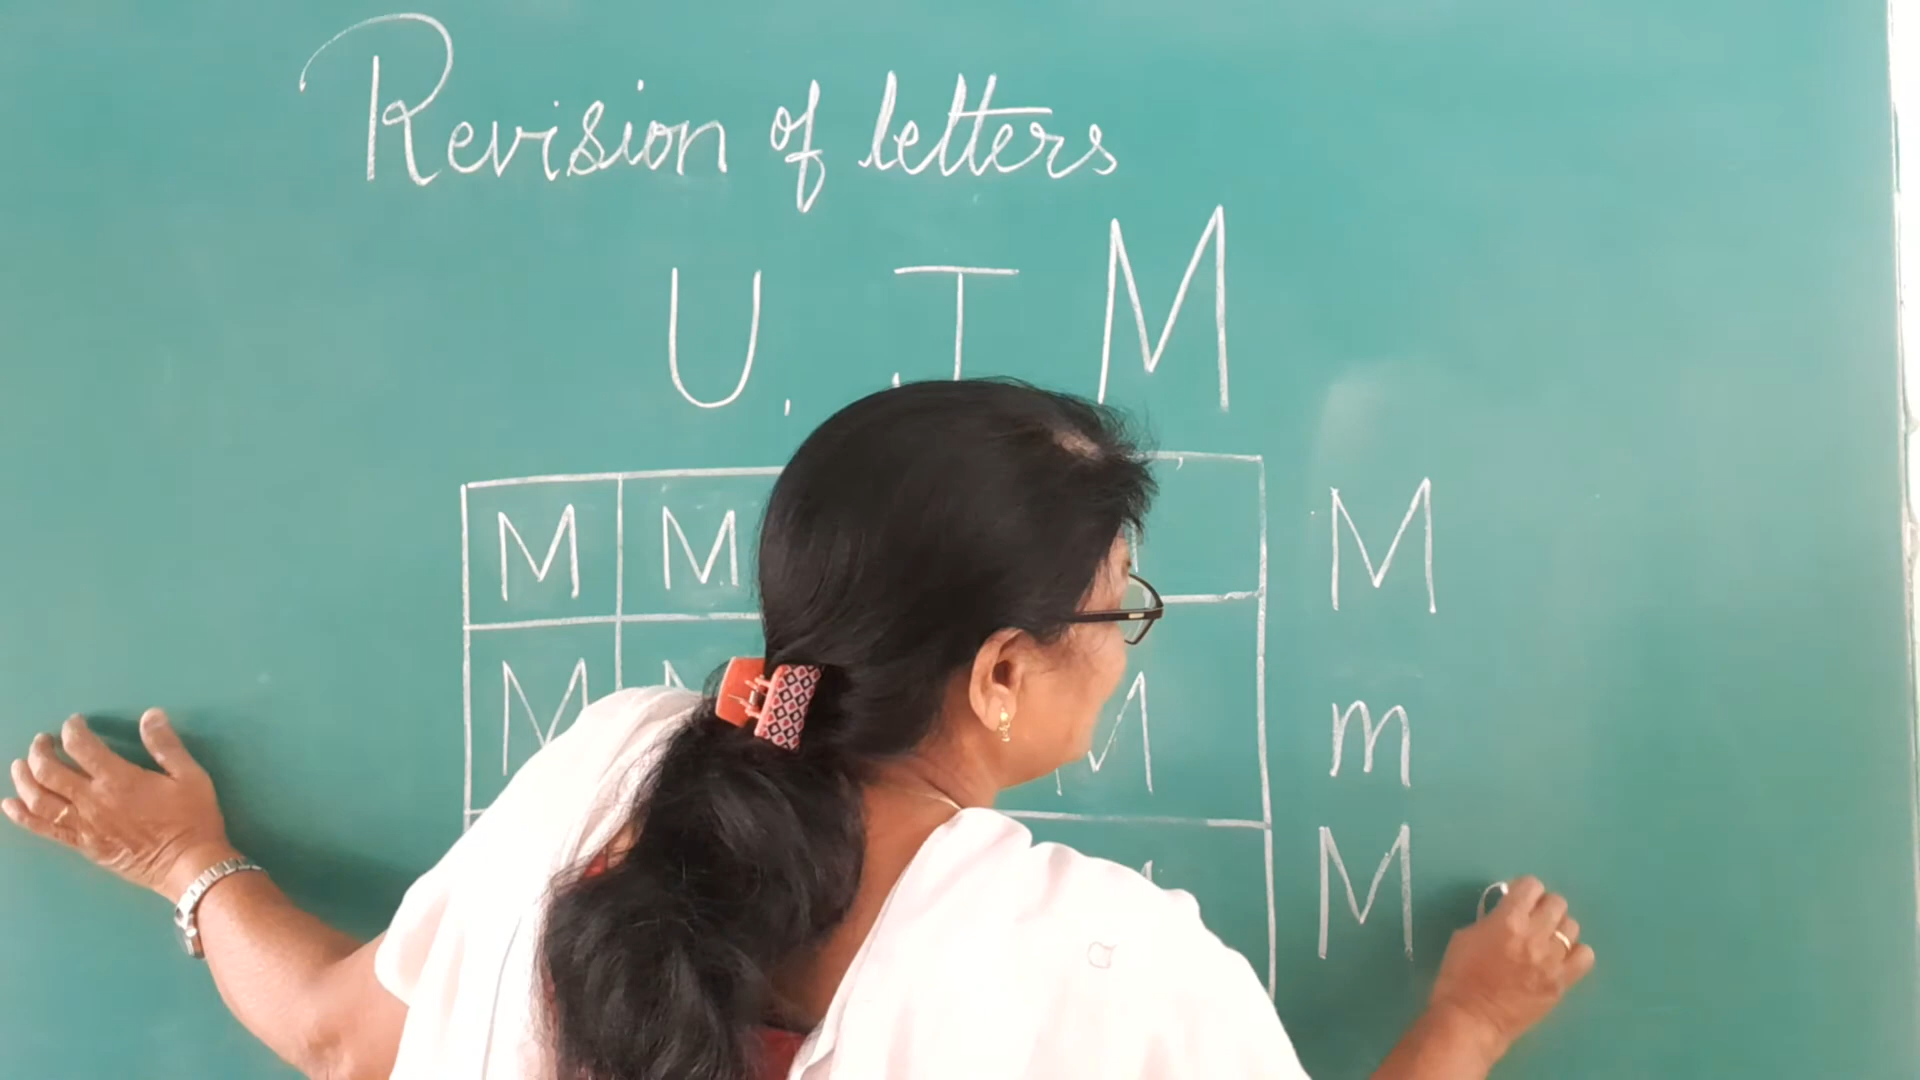 Revision of letters
U, , T M
M M
M M M
M
m
M